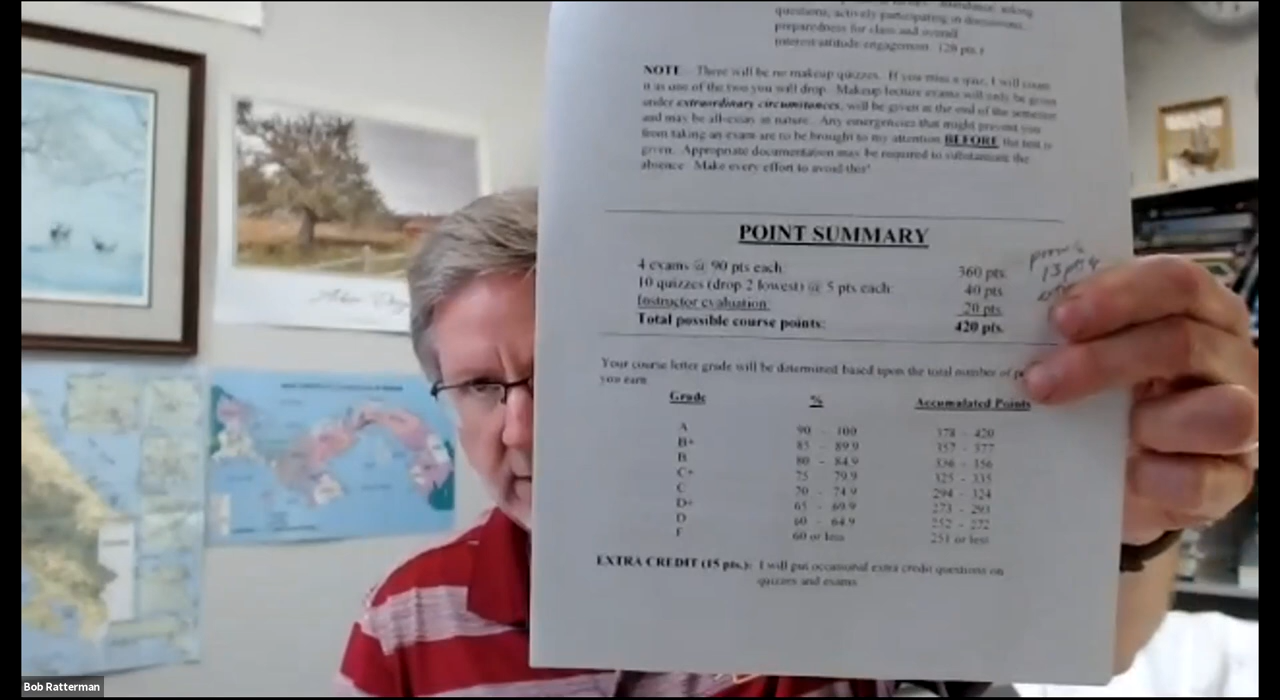 questions, actively participating in discussions,
preparedness for class and overall
interest/attitude/engagement. 120 pts.)
NOTE There will be no makeup quizzes. If you miss a quiz, I will count
it as one of the two you will drop. Makeup lecture exams will only be given
under extraordinary circumstances, will be given at the end of the semester
and may be all-essay in nature. Any emergencies that might prevent you
from taking an exam are to be brought to my attention BEFORE the test is
given. Appropriate documentation may be required to substantiate the
absence. Make every effort to avoid this!
POINT SUMMARY
4 exams @ 90 pts each: 360 pts.
10 quizzes (drop 2 lowest) @ 5 pts each: 40 pts
Instructor evaluation: 20 pts.
Total possible course points: 420 pts.
Your course letter grade will be determined based upon the total number of
you earn
Grade % Accumulated Points
A 90 - 100 378 - 420
B+ 85 - 89.9 357 - 377
B 80 - 84.9 336 - 356
C+ 75 - 79.9 325 - 335
C 70 - 74.9 294 - 324
D+ 65 - 69.9 273 - 293
D 60 - 64.9 252 - 272
F 60 or less 251 or less
EXTRA CREDIT (15 pts.): I will put occasional extra credit questions on
quizzes and exams
Bob Ratterman